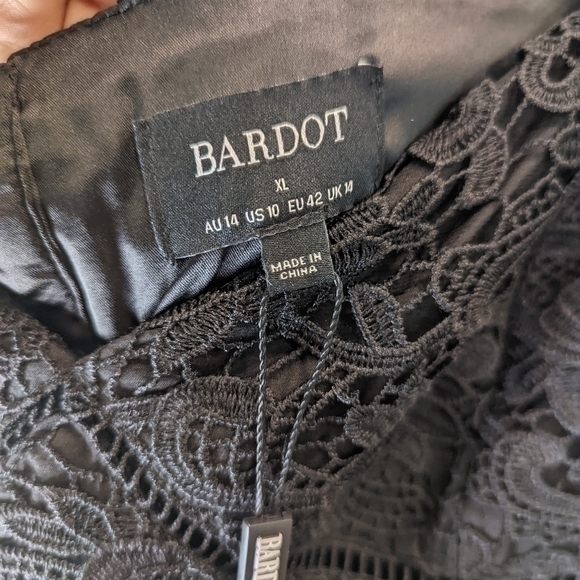 BARDOT
XL
AU 14 US 10 EU 42 UK 14
MADE IN
CHINA